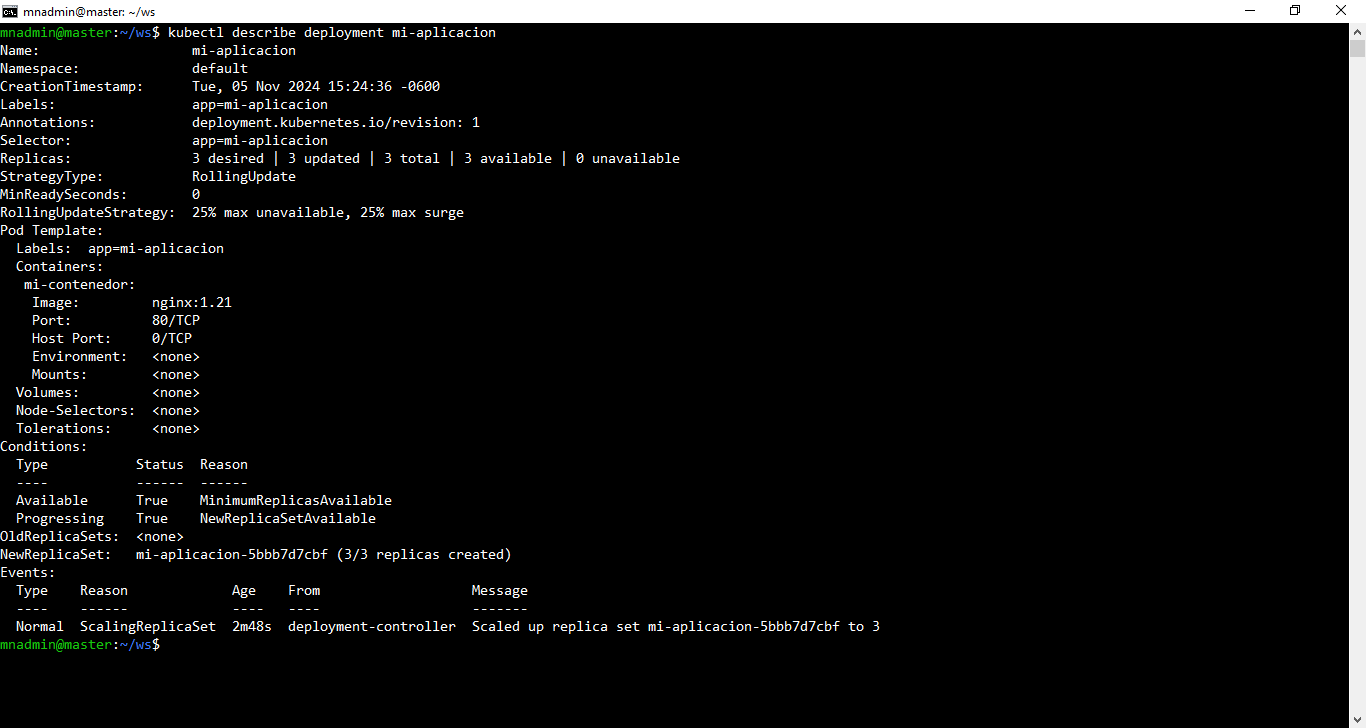 mnadmin@master: ~/ws
mnadmin@master:~/ws$ kubectl describe deployment mi-aplicacion
Name:                   mi-aplicacion
Namespace:              default
CreationTimestamp:      Tue, 05 Nov 2024 15:24:36 -0600
Labels:                 app=mi-aplicacion
Annotations:            deployment.kubernetes.io/revision: 1
Selector:               app=mi-aplicacion
Replicas:               3 desired | 3 updated | 3 total | 3 available | 0 unavailable
StrategyType:           RollingUpdate
MinReadySeconds:        0
RollingUpdateStrategy:  25% max unavailable, 25% max surge
Pod Template:
  Labels:  app=mi-aplicacion
  Containers:
   mi-contenedor:
    Image:         nginx:1.21
    Port:          80/TCP
    Host Port:     0/TCP
    Environment:   <none>
    Mounts:        <none>
  Volumes:         <none>
  Node-Selectors:  <none>
  Tolerations:     <none>
Conditions:
  Type           Status  Reason
  ----           ------  ------
  Available      True    MinimumReplicasAvailable
  Progressing    True    NewReplicaSetAvailable
OldReplicaSets:  <none>
NewReplicaSet:   mi-aplicacion-5bbb7d7cbf (3/3 replicas created)
Events:
  Type    Reason             Age    From                   Message
  ----    ------             ----   ----                   -------
  Normal  ScalingReplicaSet  2m48s  deployment-controller  Scaled up replica set mi-aplicacion-5bbb7d7cbf to 3
mnadmin@master:~/ws$